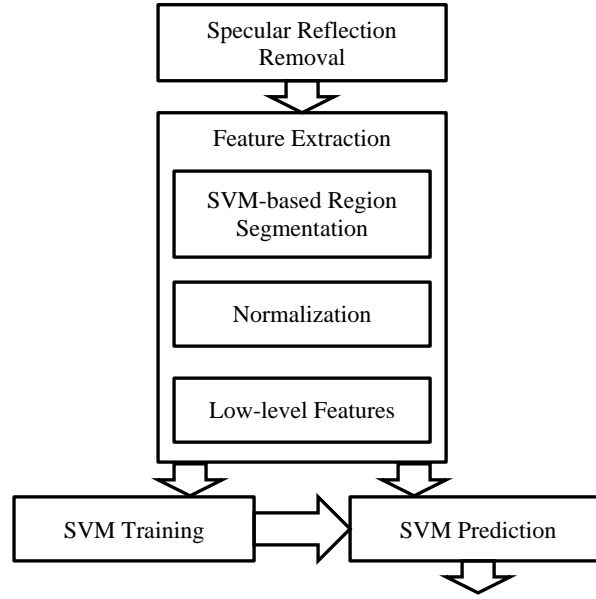 Specular Reflection
Removal
Feature Extraction
SVM-based Region
Segmentation
Normalization
Low-level Features
SVM Training
SVM Prediction